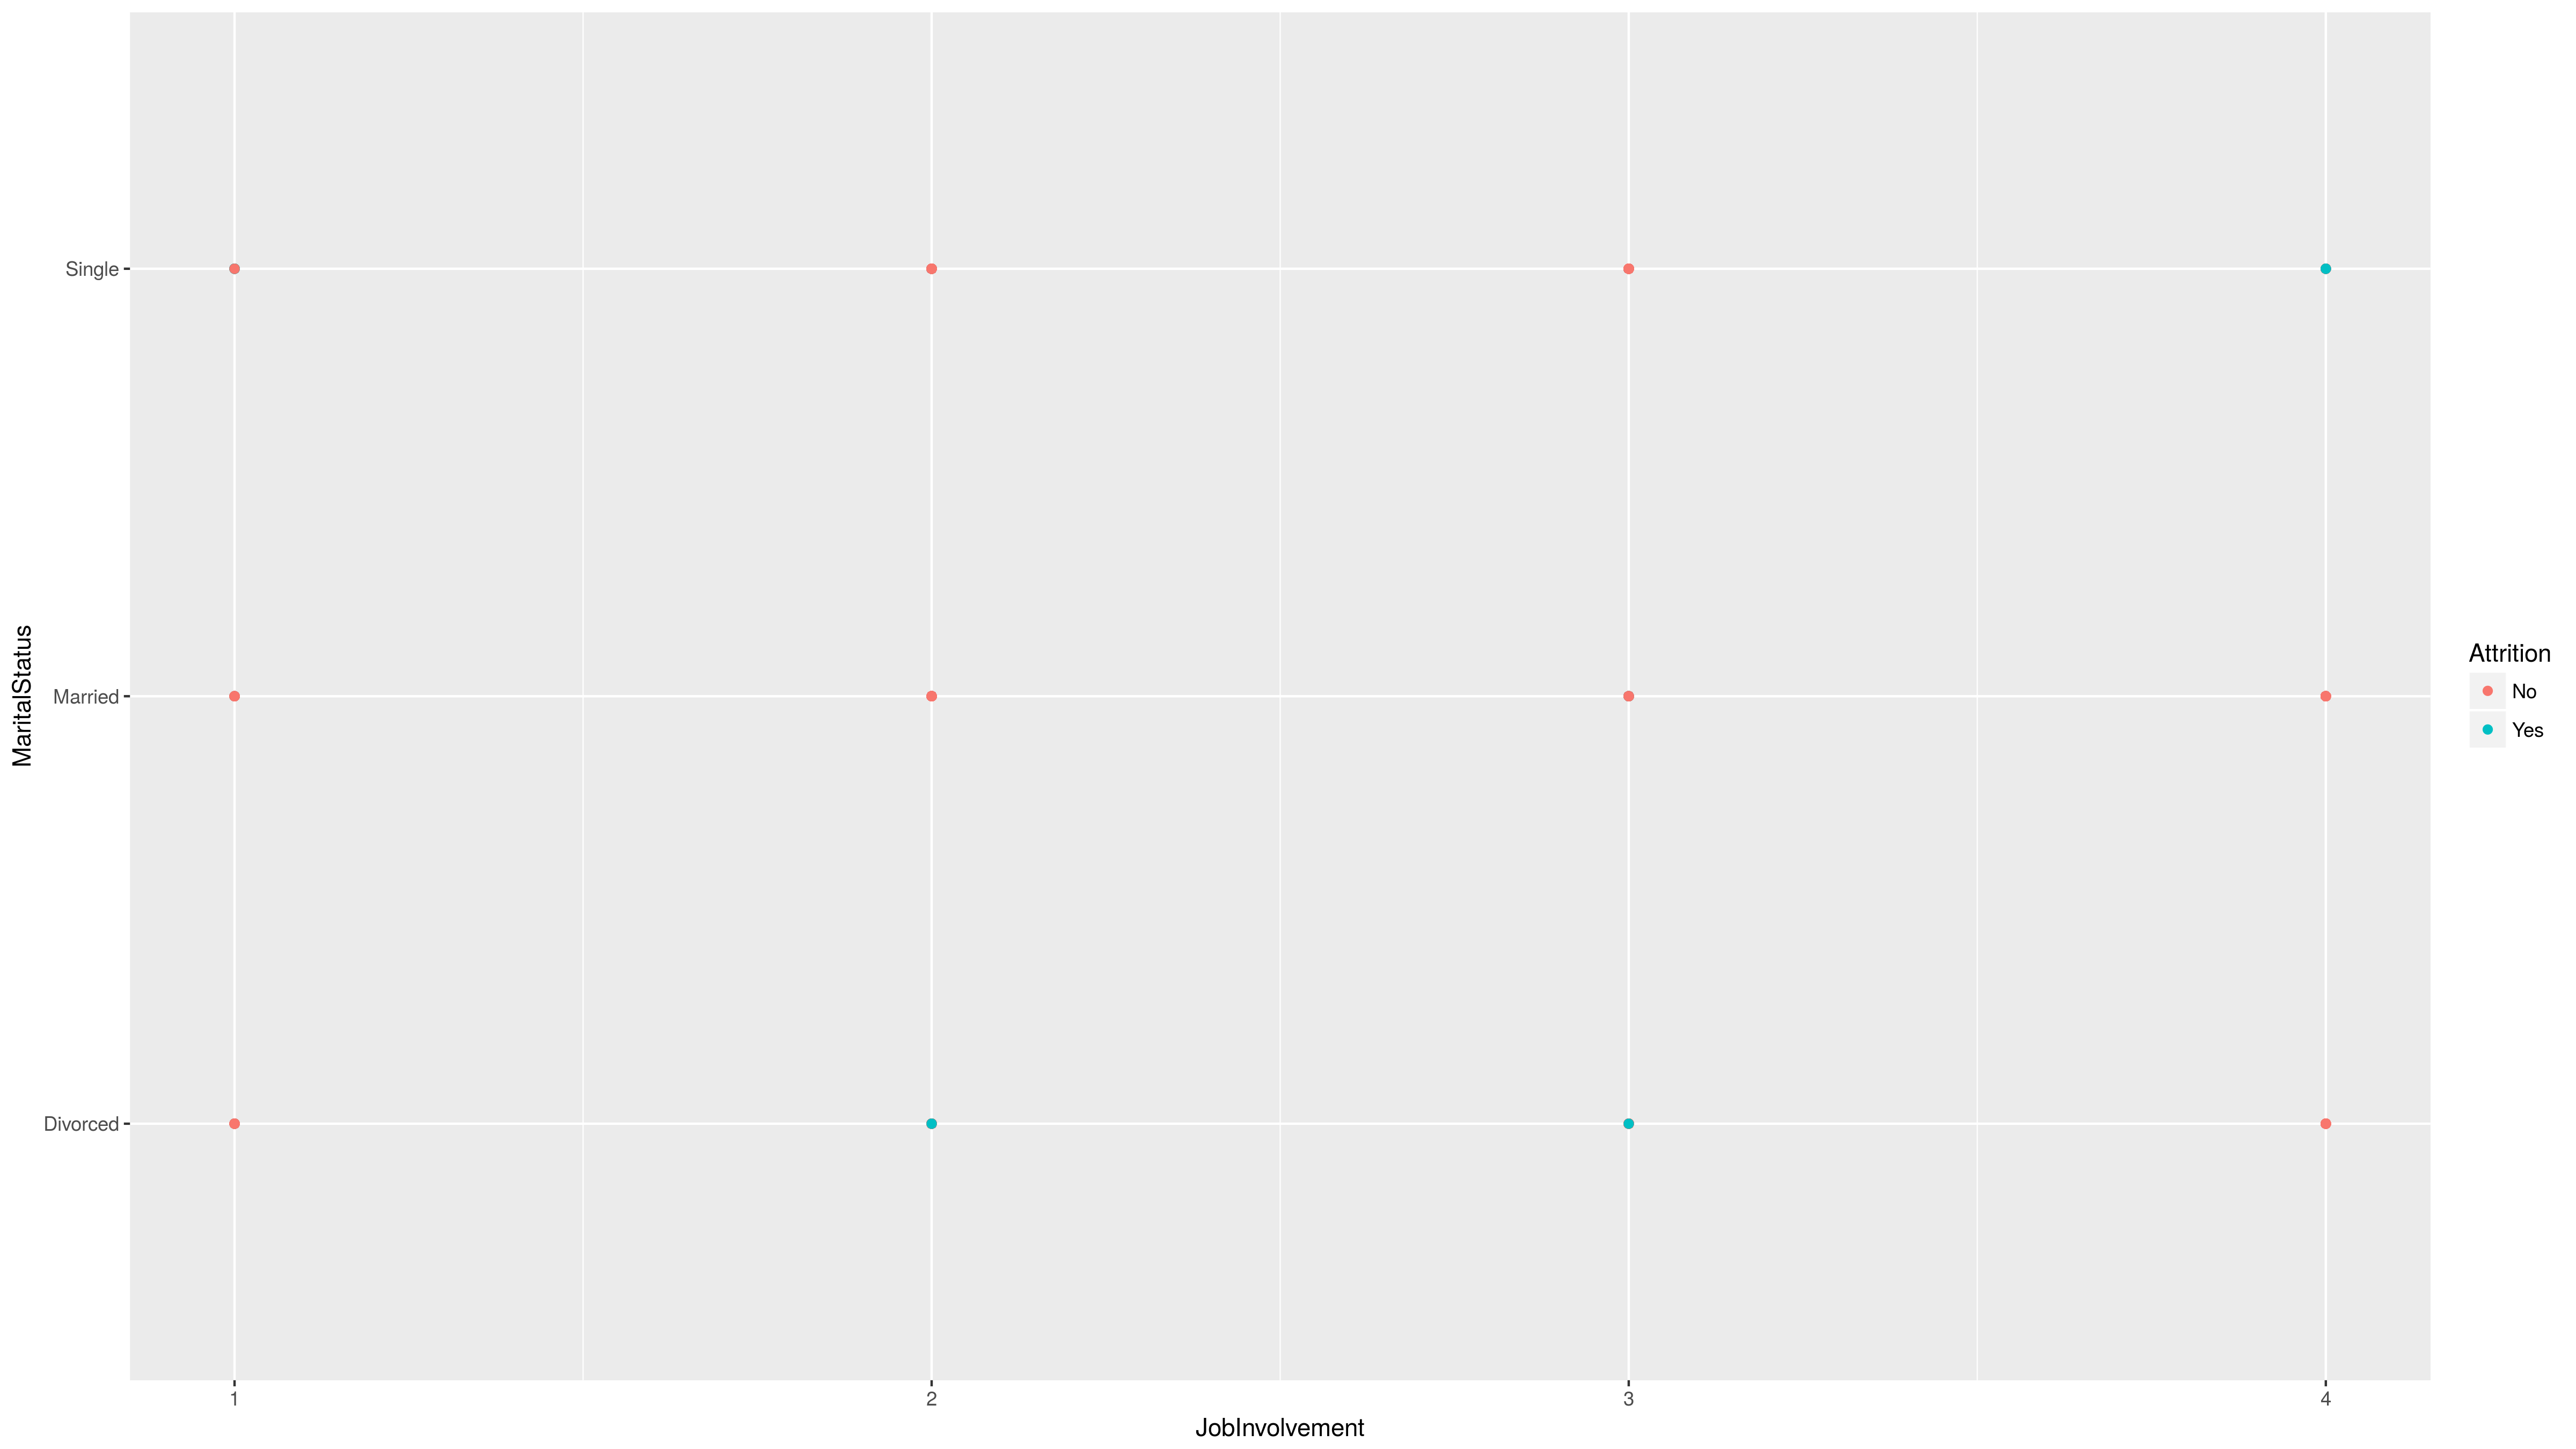 Single
Married
Divorced
MaritalStatus
1 2 3 4
JobInvolvement
Attrition
No
Yes